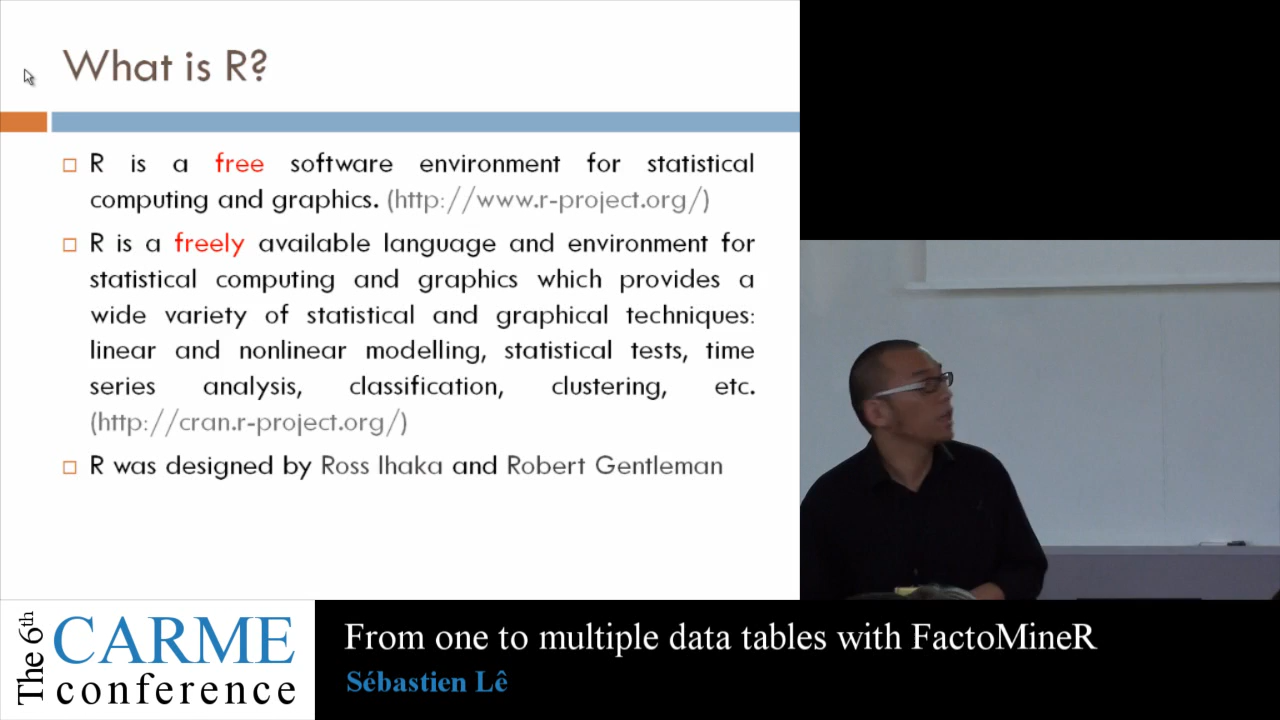 What is R?
R is a free software environment for statistical
computing and graphics. (http://www.r-project.org/)
R is a freely available language and environment for
statistical computing and graphics which provides a
wide variety of statistical and graphical techniques:
linear and nonlinear modelling, statistical tests, time
series analysis, classification, clustering, etc.
(http://cran.r-project.org/)
R was designed by Ross Ihaka and Robert Gentleman
The 6th
CARME
conference
From one to multiple data tables with FactoMineR
Sébastien Lê